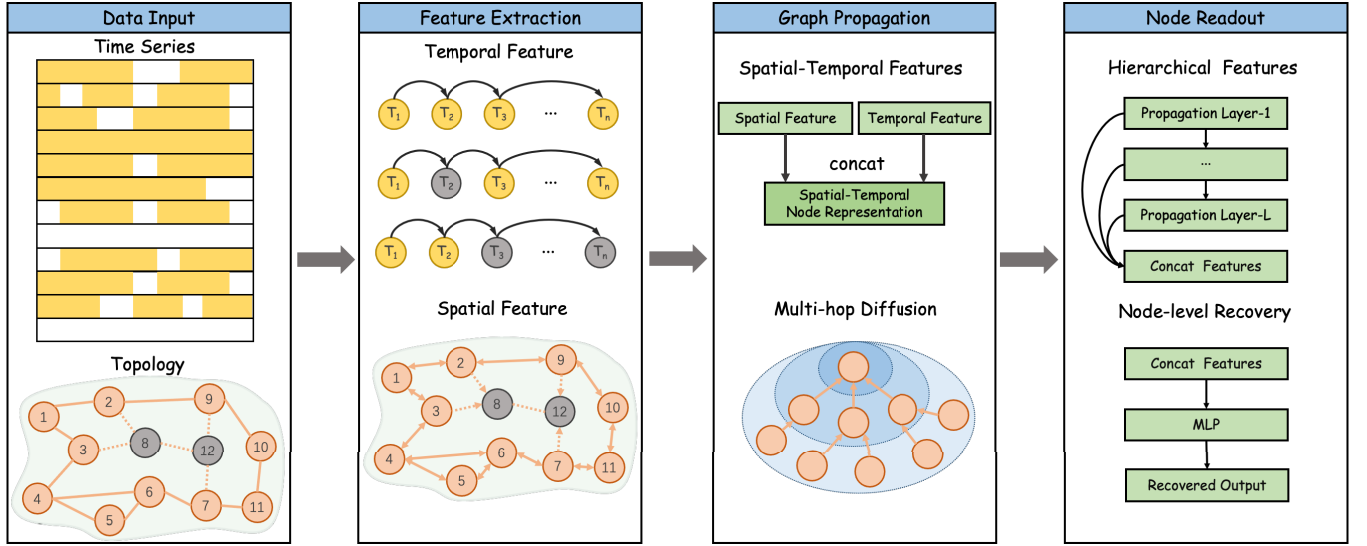 Data Input
Time Series
Topology
1
2
9
3
8
12
10
4
6
5
7
11
Feature Extraction
Temporal Feature
T1 T2 T3 ... Tn
T1 T2 T3 ... Tn
T1 T2 T3 ... Tn
Spatial Feature
1
2
9
3
8
12
10
4
6
5
7
11
Graph Propagation
Spatial-Temporal Features
Spatial Feature
Temporal Feature
concat
Spatial-Temporal
Node Representation
Multi-hop Diffusion
Node Readout
Hierarchical Features
Propagation Layer-1
...
Propagation Layer-L
Concat Features
Node-level Recovery
Concat Features
MLP
Recovered Output